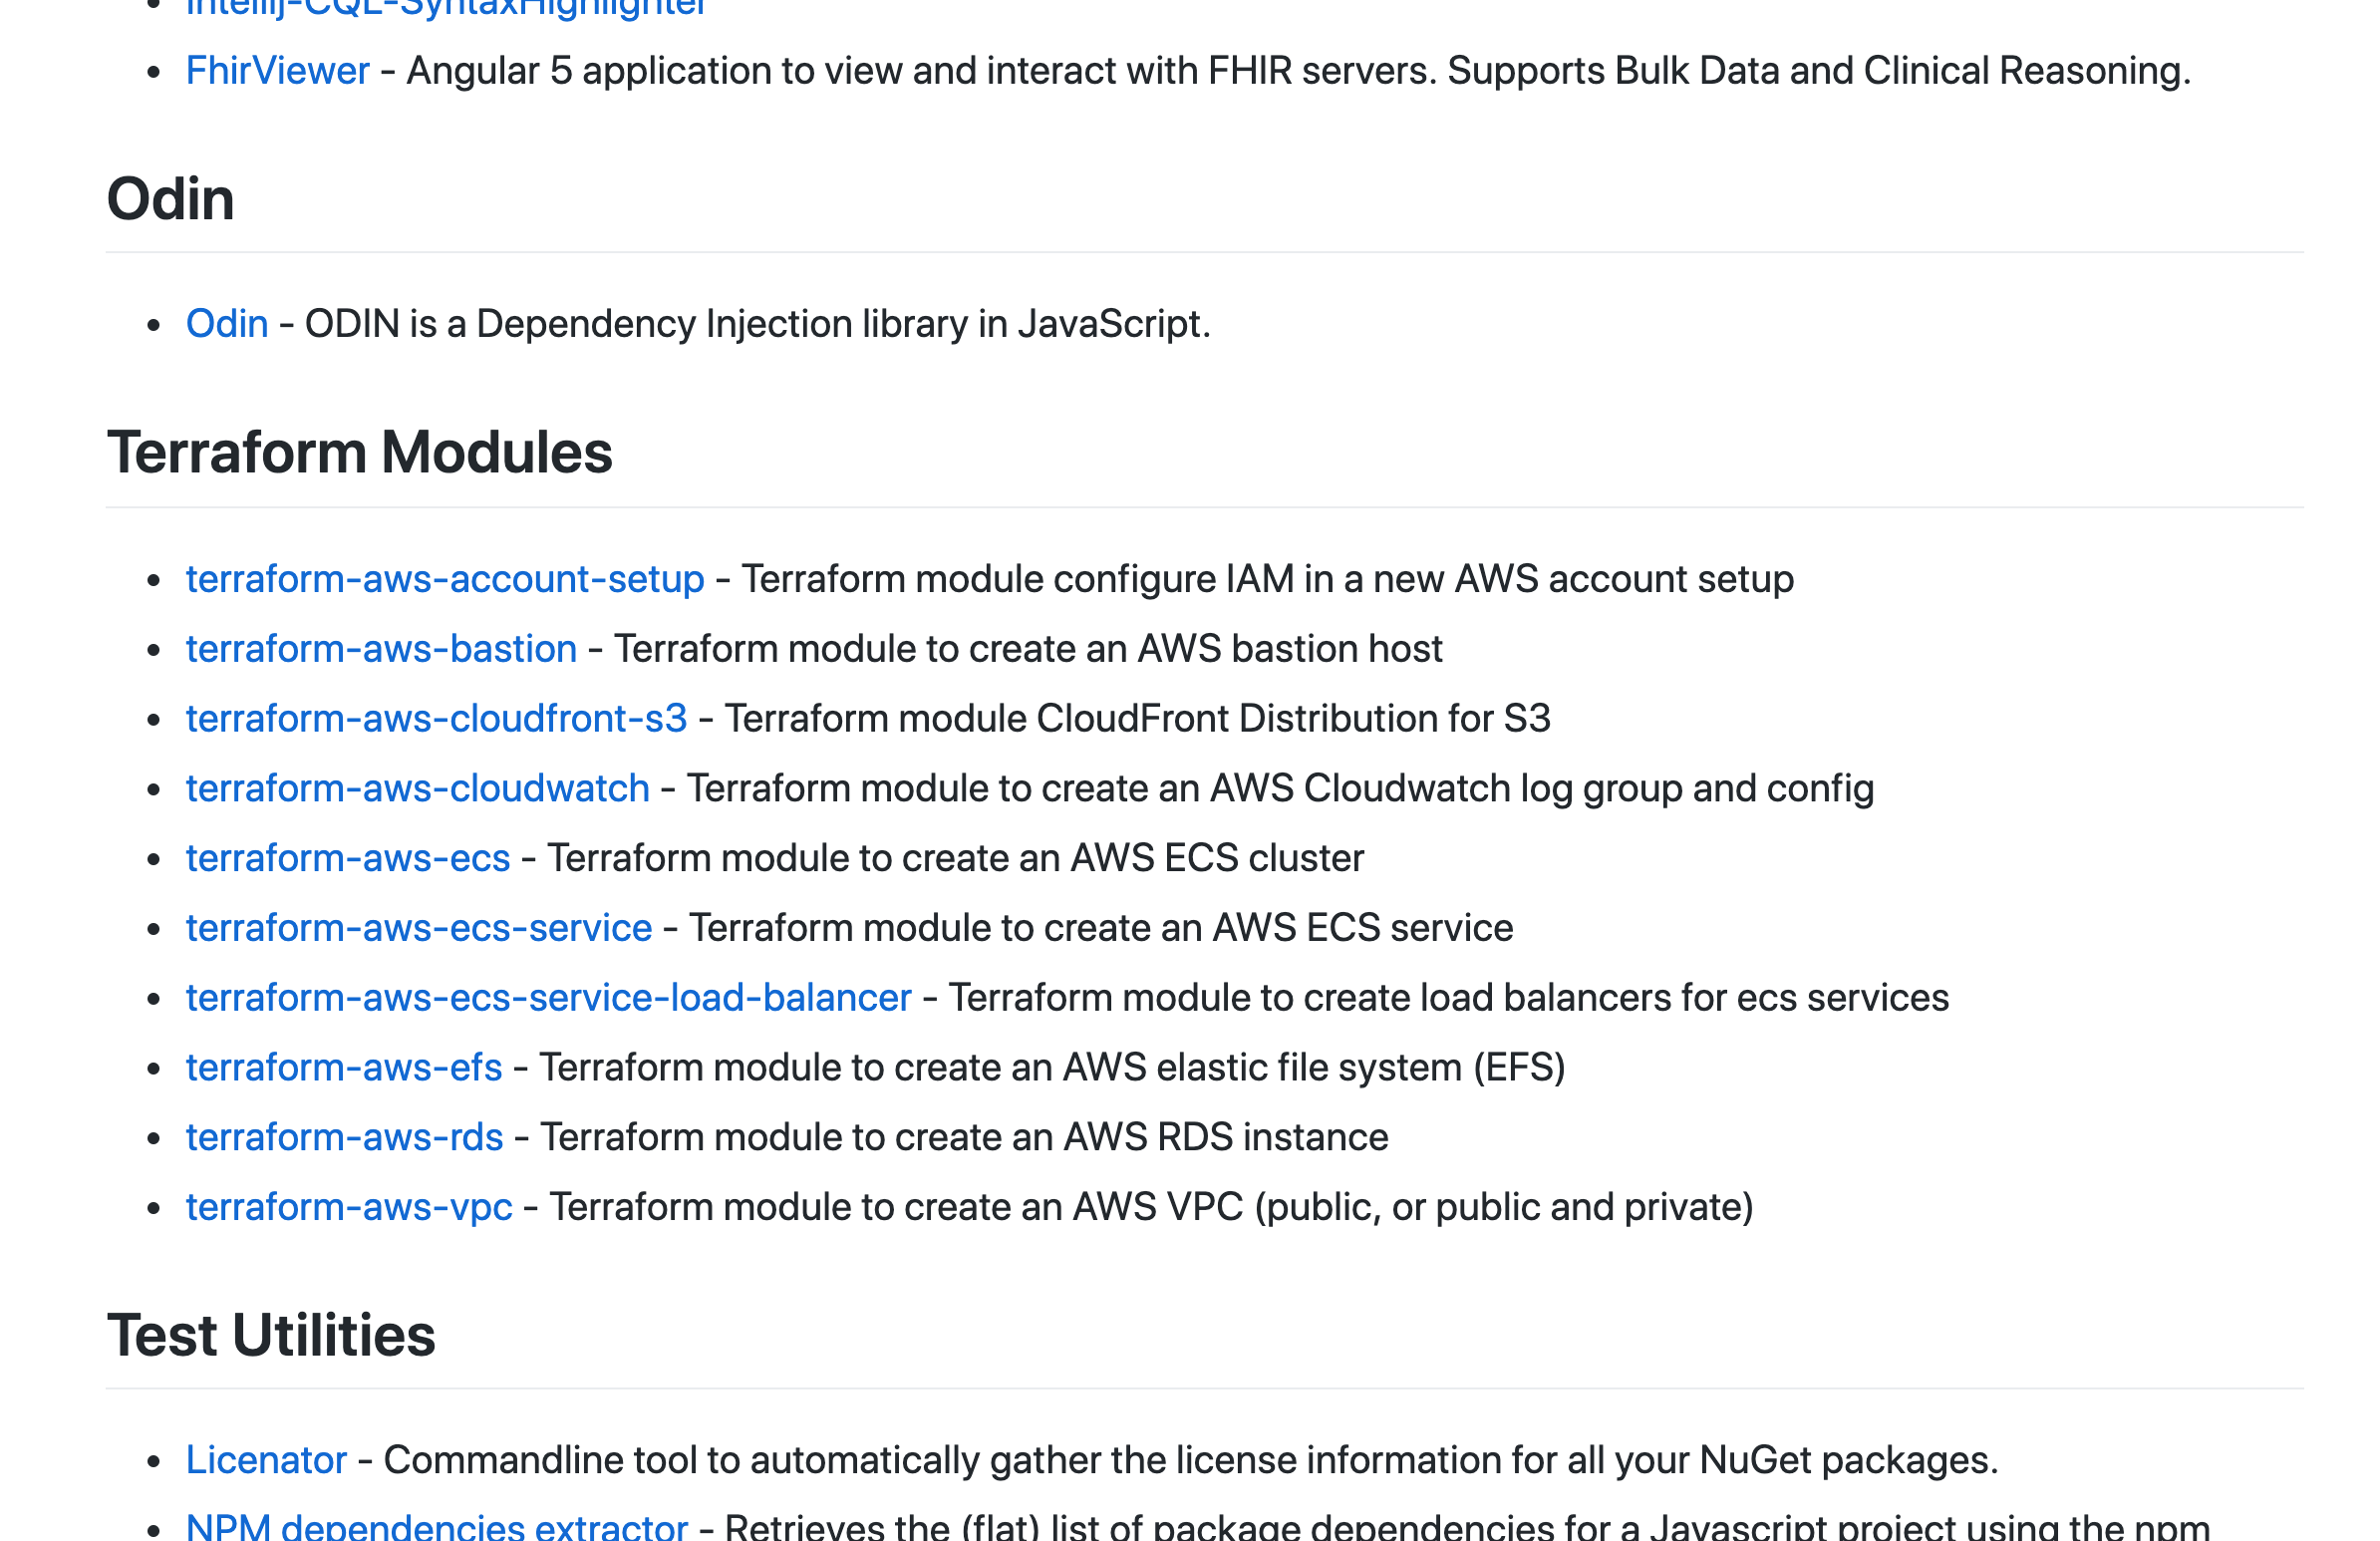 Intellij-CQL-SyntaxHighlighter
FhirViewer - Angular 5 application to view and interact with FHIR servers. Supports Bulk Data and Clinical Reasoning.
Odin
Odin - ODIN is a Dependency Injection library in JavaScript.
Terraform Modules
terraform-aws-account-setup - Terraform module configure IAM in a new AWS account setup
terraform-aws-bastion - Terraform module to create an AWS bastion host
terraform-aws-cloudfront-s3 - Terraform module CloudFront Distribution for S3
terraform-aws-cloudwatch - Terraform module to create an AWS Cloudwatch log group and config
terraform-aws-ecs - Terraform module to create an AWS ECS cluster
terraform-aws-ecs-service - Terraform module to create an AWS ECS service
terraform-aws-ecs-service-load-balancer - Terraform module to create load balancers for ecs services
terraform-aws-efs - Terraform module to create an AWS elastic file system (EFS)
terraform-aws-rds - Terraform module to create an AWS RDS instance
terraform-aws-vpc - Terraform module to create an AWS VPC (public, or public and private)
Test Utilities
Licenator - Commandline tool to automatically gather the license information for all your NuGet packages.
NPM dependencies extractor - Retrieves the (flat) list of package dependencies for a Javascript project using the npm